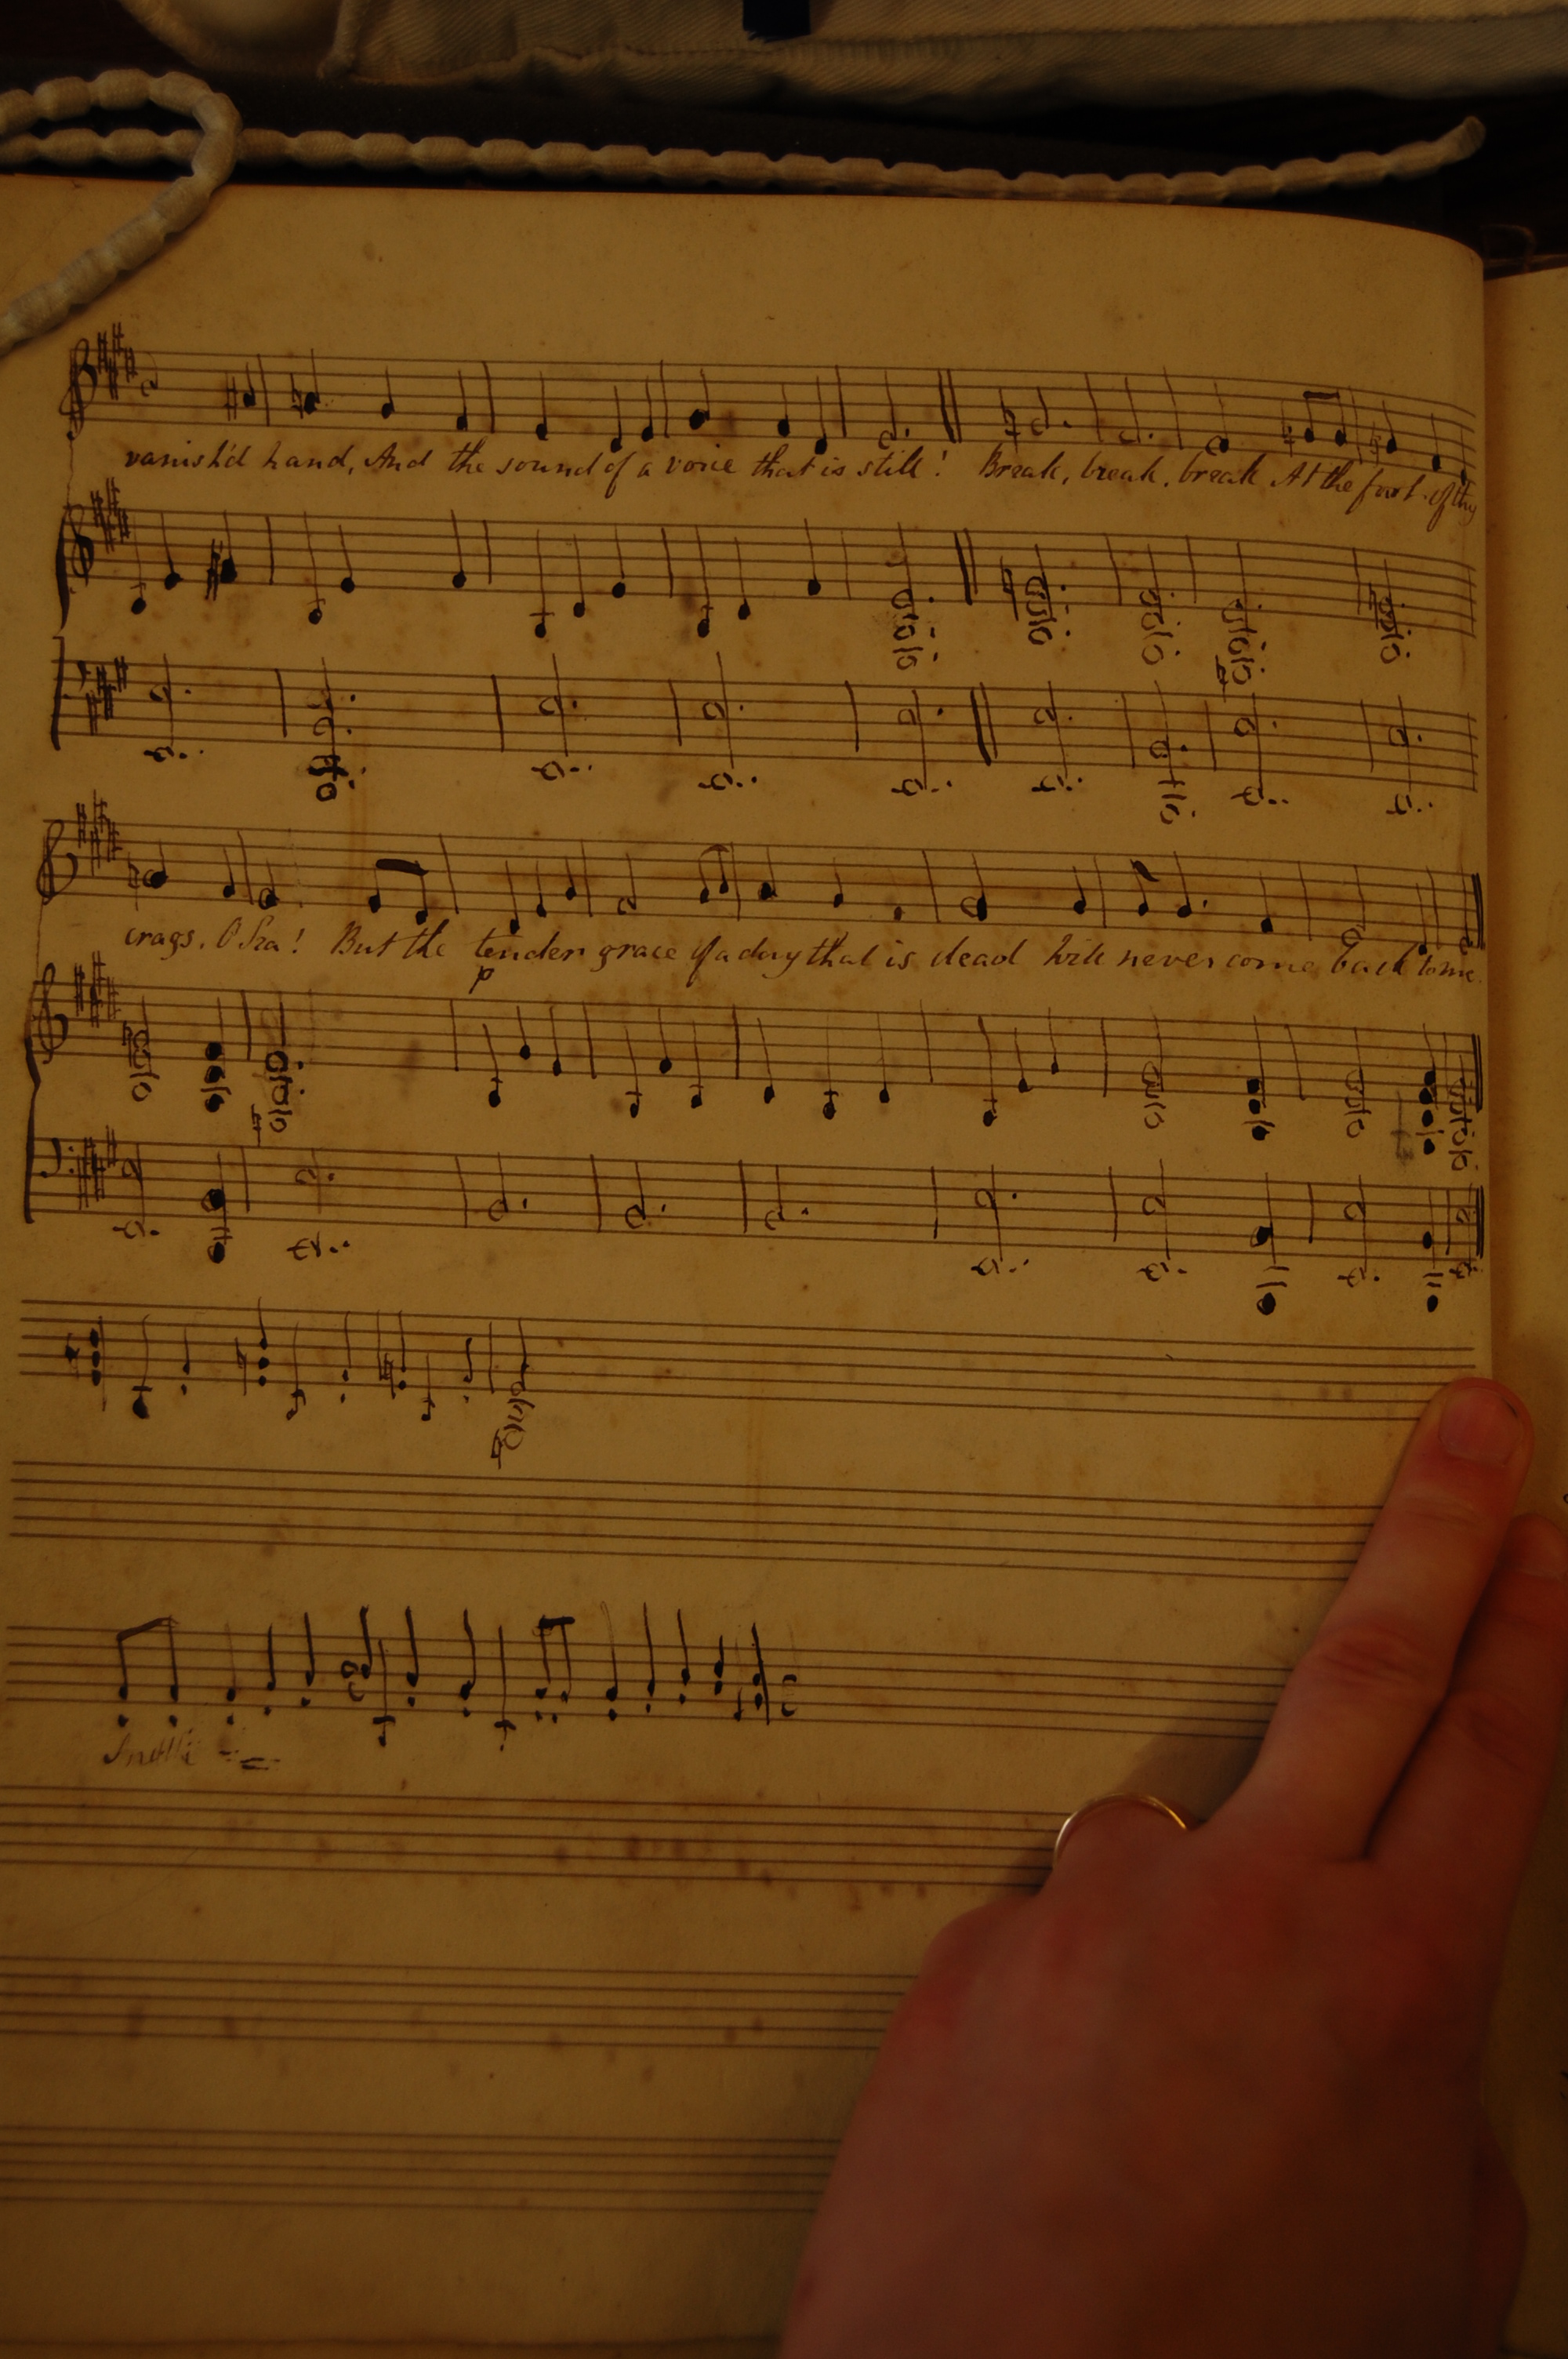 vanish'd hand, And the sound of a voice that is still! Break, break, break At the foot of thy
crags, O Sea! But the tender grace of a day that is dead Will never come back to me.
p